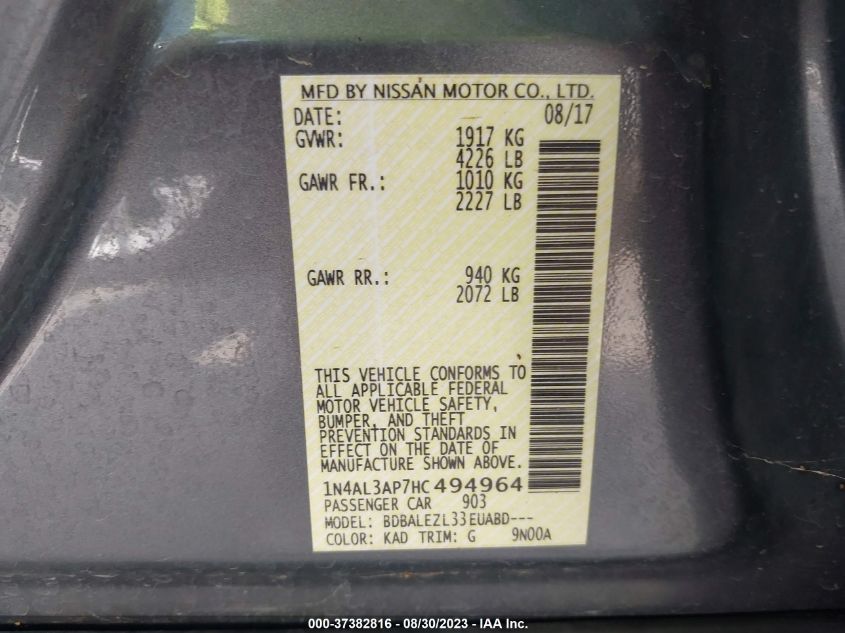 MFD BY NISSAN MOTOR CO., LTD.
DATE: 08/17
GVWR: 1917 KG
4226 LB
GAWR FR.: 1010 KG
2227 LB
GAWR RR.: 940 KG
2072 LB
THIS VEHICLE CONFORMS TO
ALL APPLICABLE FEDERAL
MOTOR VEHICLE SAFETY,
BUMPER, AND THEFT
PREVENTION STANDARDS IN
EFFECT ON THE DATE OF
MANUFACTURE SHOWN ABOVE.
1N4AL3AP7HC494964
PASSENGER CAR 903
MODEL: BDBALEZL33EUABD---
COLOR: KAD TRIM: G 9N00A
000-37382816 - 08/30/2023 - IAA Inc.